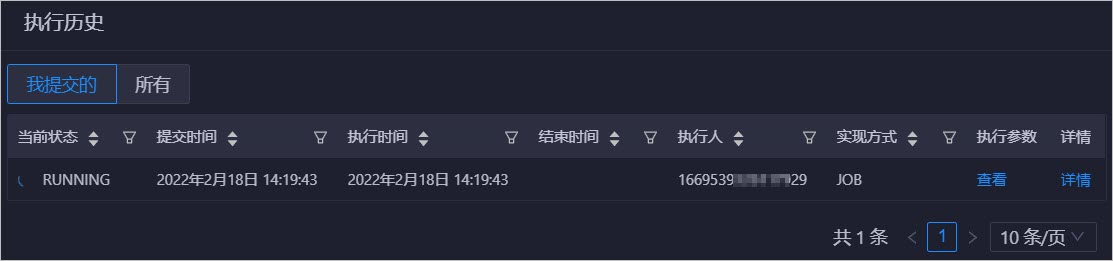 执行历史
我提交的 所有
当前状态 提交时间 执行时间 结束时间 执行人 实现方式 执行参数 详情
RUNNING 2022年2月18日 14:19:43 2022年2月18日 14:19:43 1669539 929 JOB 查看 详情
共 1 条 < 1 > 10 条/页